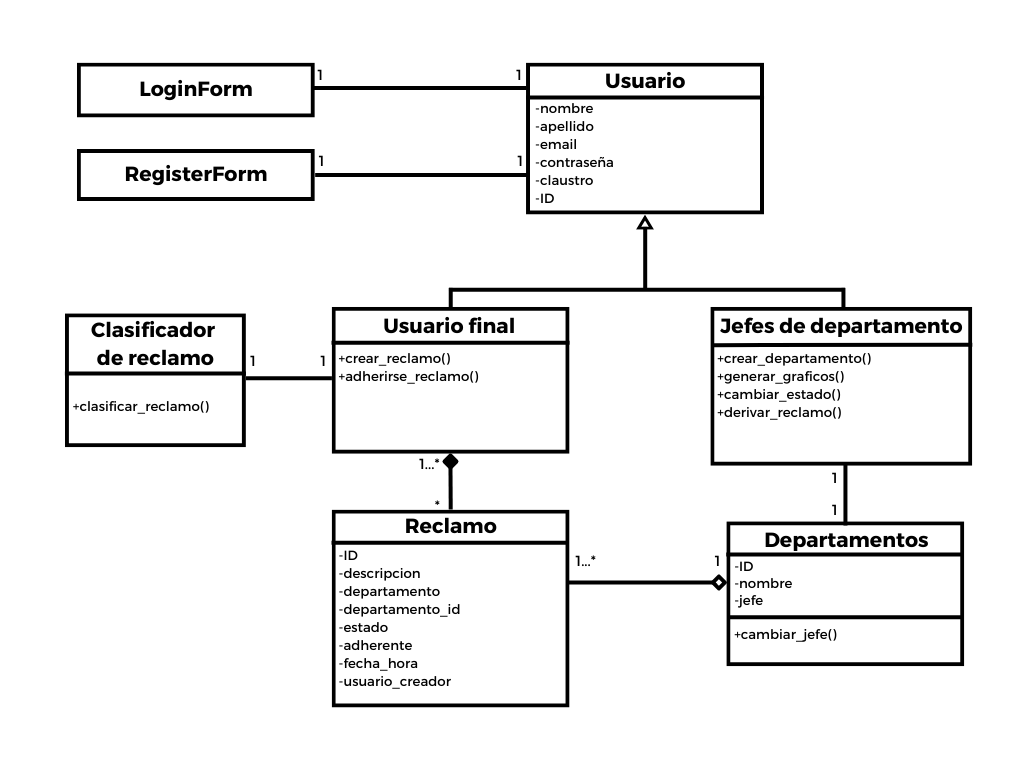 LoginForm
1
1
Usuario
-nombre
-apellido
-email
-contraseña
-claustro
-ID
RegisterForm
1
1
Clasificador
de reclamo
+clasificar_reclamo()
1
1
Usuario final
+crear_reclamo()
+adherirse_reclamo()
Jefes de departamento
+crear_departamento()
+generar_graficos()
+cambiar_estado()
+derivar_reclamo()
1...*
*
1
1
Reclamo
-ID
-descripcion
-departamento
-departamento_id
-estado
-adherente
-fecha_hora
-usuario_creador
1...*
1
Departamentos
-ID
-nombre
-jefe
+cambiar_jefe()